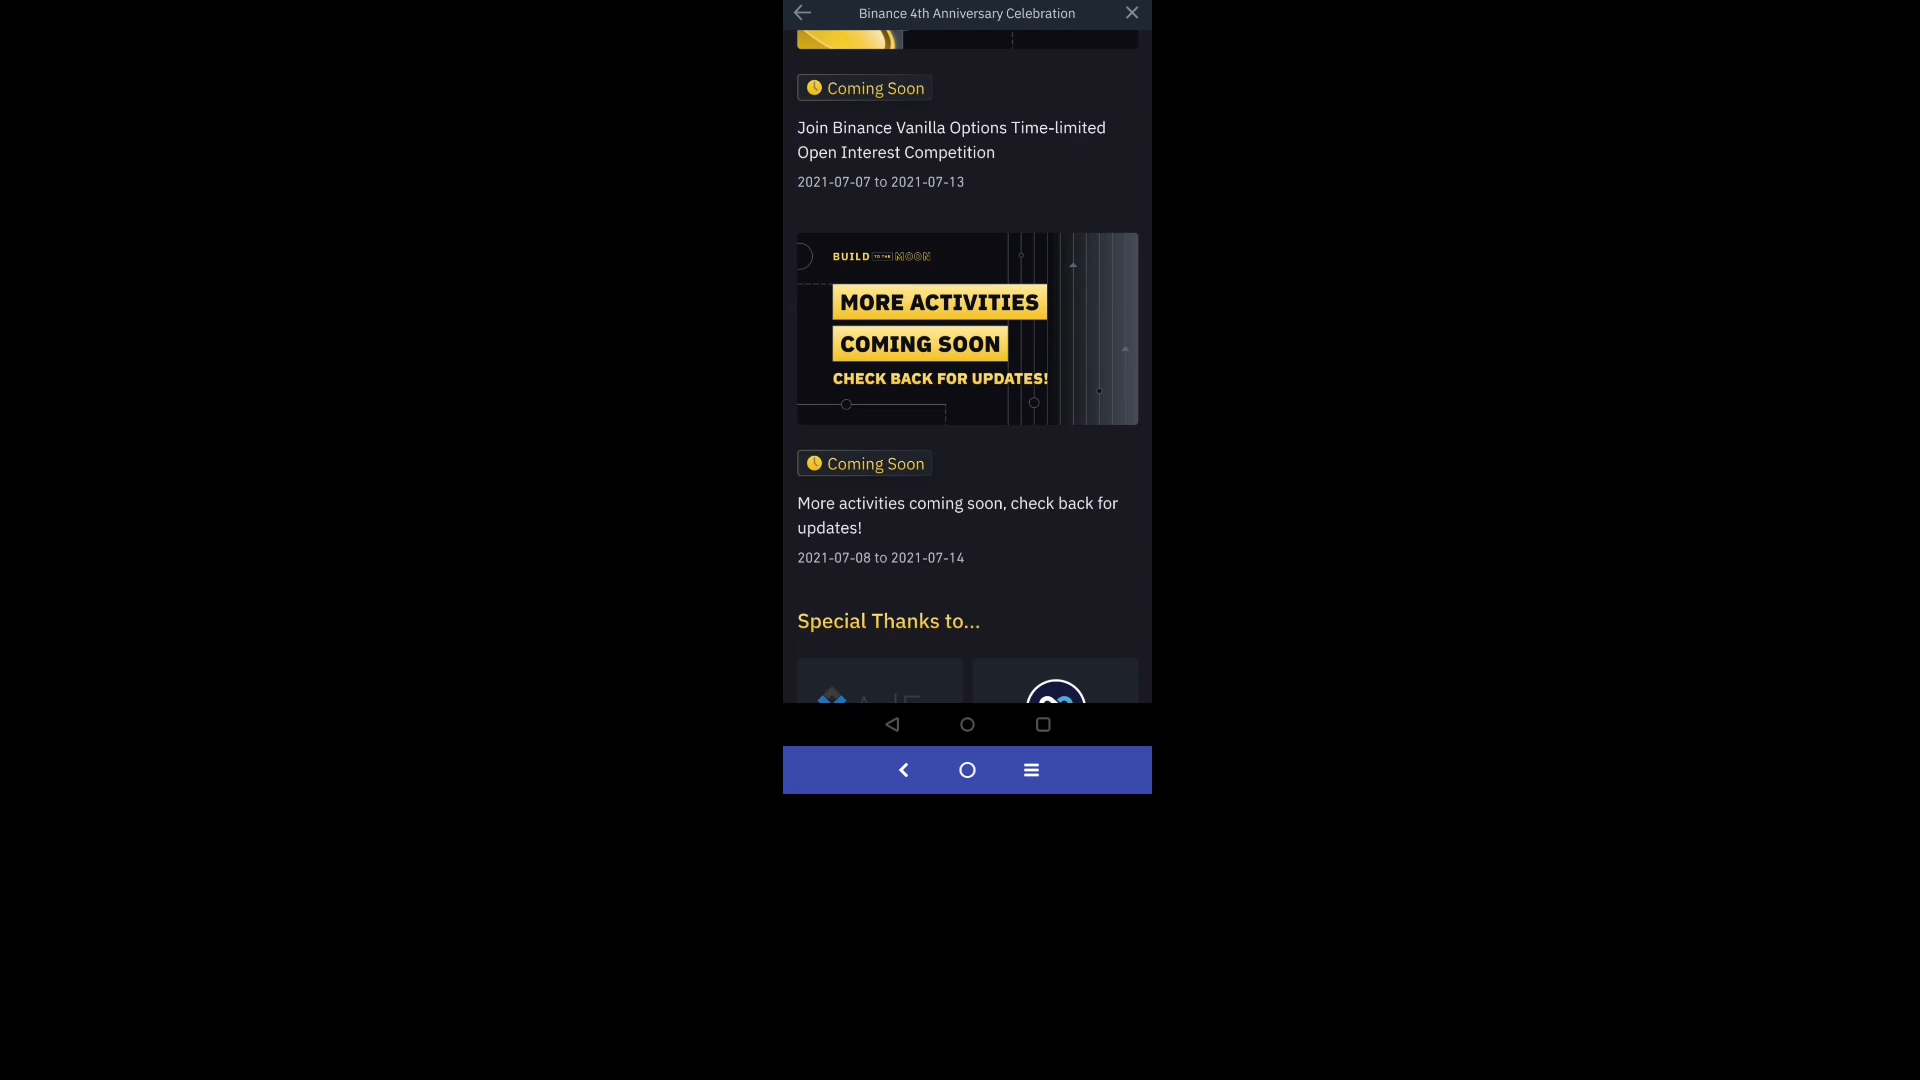 Binance 4th Anniversary Celebration
Coming Soon
Join Binance Vanilla Options Time-limited
Open Interest Competition
2021-07-07 to 2021-07-13
BUILD TO THE MOON
MORE ACTIVITIES
COMING SOON
CHECK BACK FOR UPDATES!
Coming Soon
More activities coming soon, check back for
updates!
2021-07-08 to 2021-07-14
Special Thanks to...